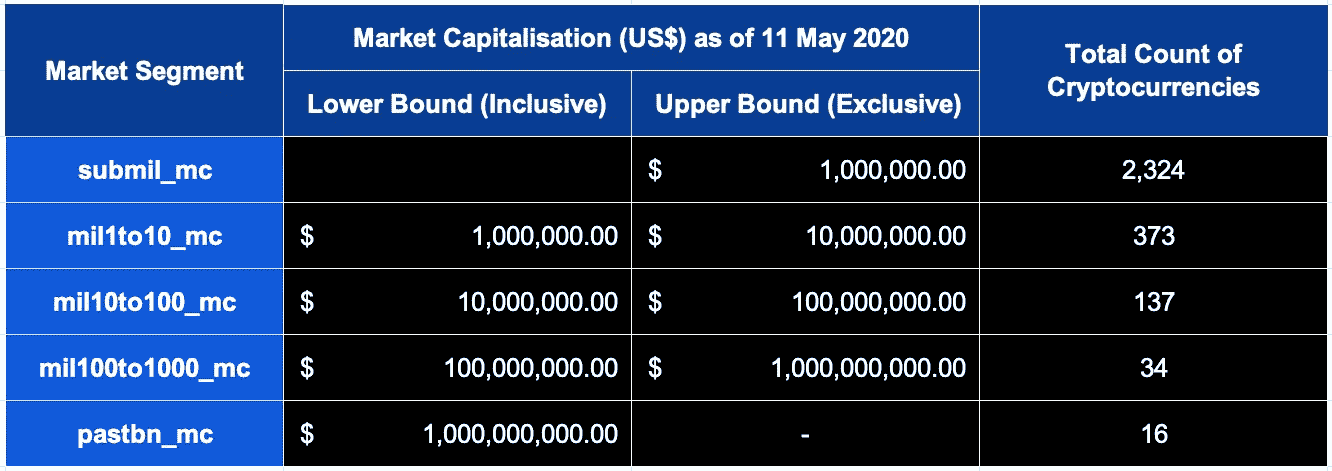 Market Segment
Market Capitalisation (US$) as of 11 May 2020
Total Count of
Cryptocurrencies
Lower Bound (Inclusive)
Upper Bound (Exclusive)
submil_mc $ 1,000,000.00 2,324
mil1to10_mc $ 1,000,000.00 $ 10,000,000.00 373
mil10to100_mc $ 10,000,000.00 $ 100,000,000.00 137
mil100to1000_mc $ 100,000,000.00 $ 1,000,000,000.00 34
pastbn_mc $ 1,000,000,000.00 - 16